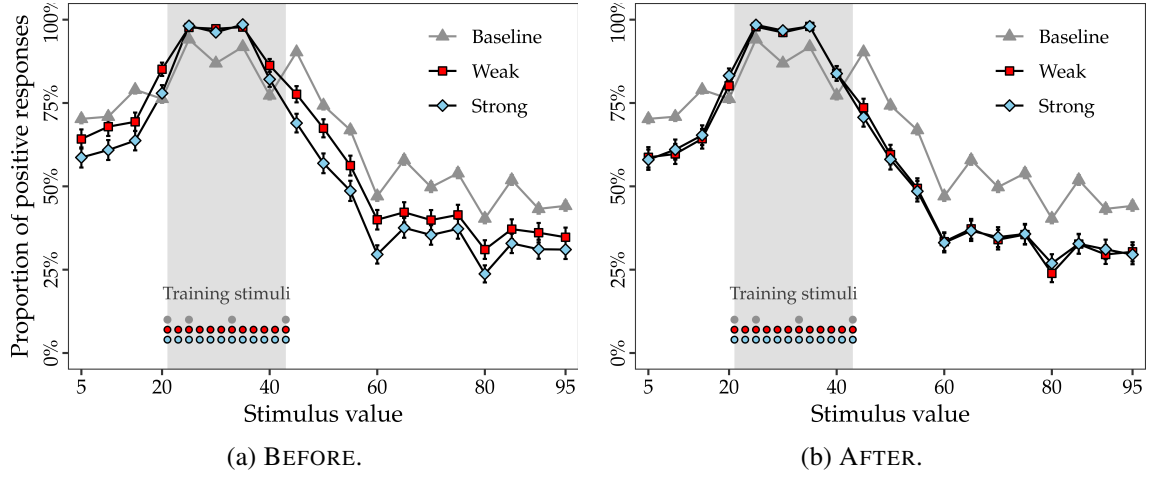 Proportion of positive responses
100%
75%
50%
25%
0%
Baseline
Weak
Strong
Training stimuli
5 20 40 60 80 95
Stimulus value
(a) BEFORE.
100%
75%
50%
25%
0%
Baseline
Weak
Strong
Training stimuli
5 20 40 60 80 95
Stimulus value
(b) AFTER.